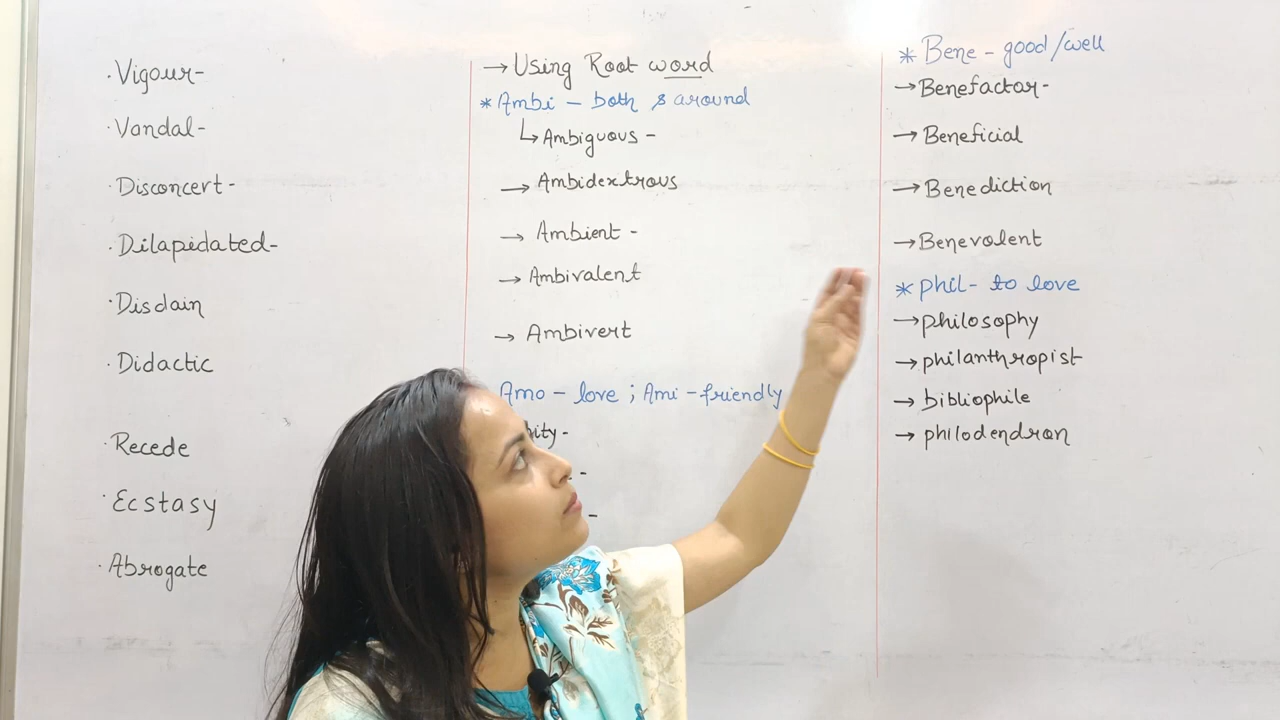 · Vigour-
· Vandal-
· Disconcert-
· Dilapidated-
· Disdain
· Didactic
· Recede
· Ecstasy
· Abrogate
→ Using Root word
* Ambi - both & around
↳ Ambiguous -
→ Ambidextrous
→ Ambient -
→ Ambivalent
→ Ambivert
Amo - love ; Ami - friendly
* Bene - good/well
→ Benefactor-
→ Beneficial
→ Benediction
→ Benevolent
* phil- to love
→ philosophy
→ philanthropist
→ bibliophile
→ philodendron